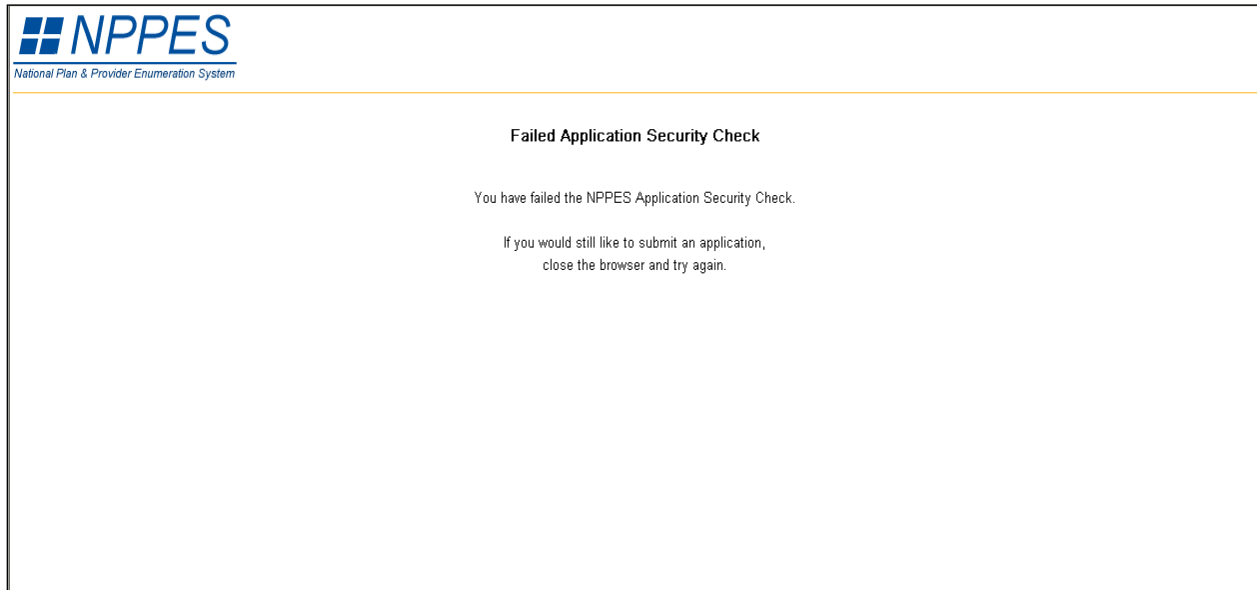 NPPES
National Plan & Provider Enumeration System
Failed Application Security Check
You have failed the NPPES Application Security Check.
If you would still like to submit an application,
close the browser and try again.